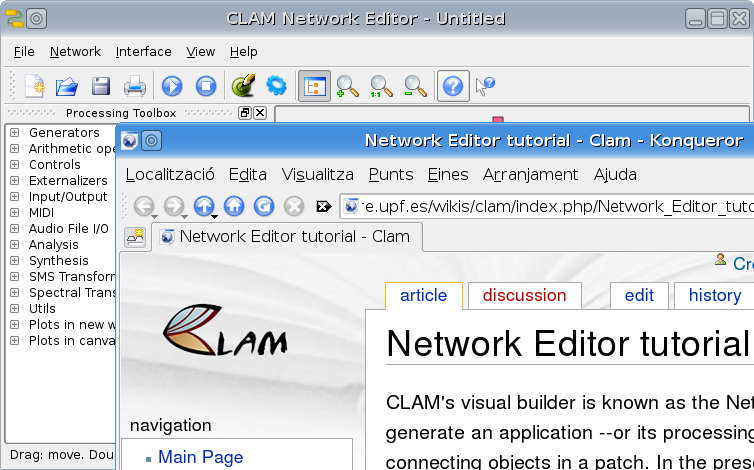 CLAM Network Editor - Untitled
File Network Interface View Help
1:1
Processing Toolbox
Generators
Arithmetic ope
Controls
Externalizers
Input/Output
MIDI
Audio File I/O
Analysis
Synthesis
SMS Transform
Spectral Trans
Utils
Plots in new w
Plots in canva
Drag: move. Dou
Network Editor tutorial - Clam - Konqueror
Localització Edita Visualitza Punts Eines Arranjament Ajuda
e.upf.es/wikis/clam/index.php/Network_Editor_tuto
Network Editor tutorial - Clam
Cr
article discussion edit history
CLAM
Network Editor tutorial
CLAM's visual builder is known as the Net
generate an application --or its processing
connecting objects in a patch. In the pres
navigation
Main Page